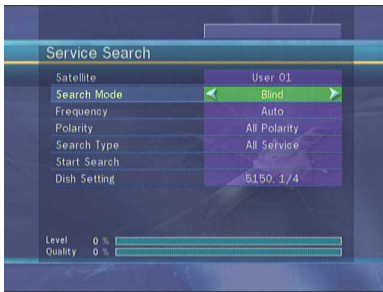 Service Search
Satellite User 01
Search Mode Blind
Frequency Auto
Polarity All Polarity
Search Type All Service
Start Search
Dish Setting 5150, 1/4
Level 0 %
Quality 0 %